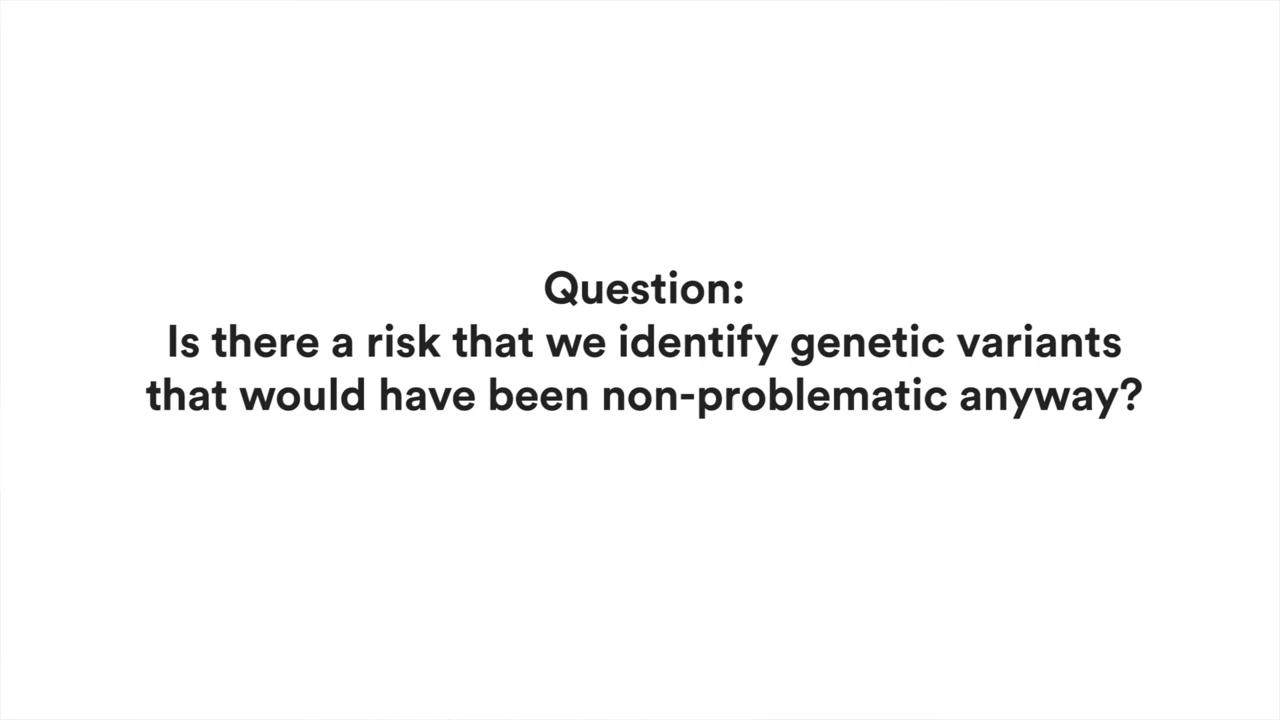 Question:
Is there a risk that we identify genetic variants
that would have been non-problematic anyway?